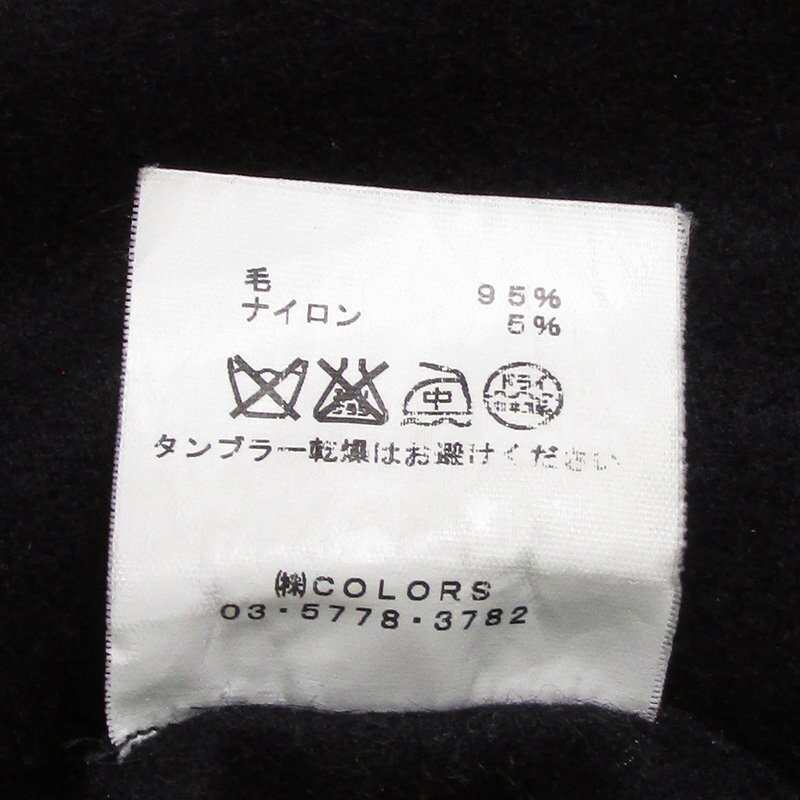 毛 95%
ナイロン 5%
中 ドライ
タンブラー乾燥はお避けください
㈱COLORS
03・5778・3782